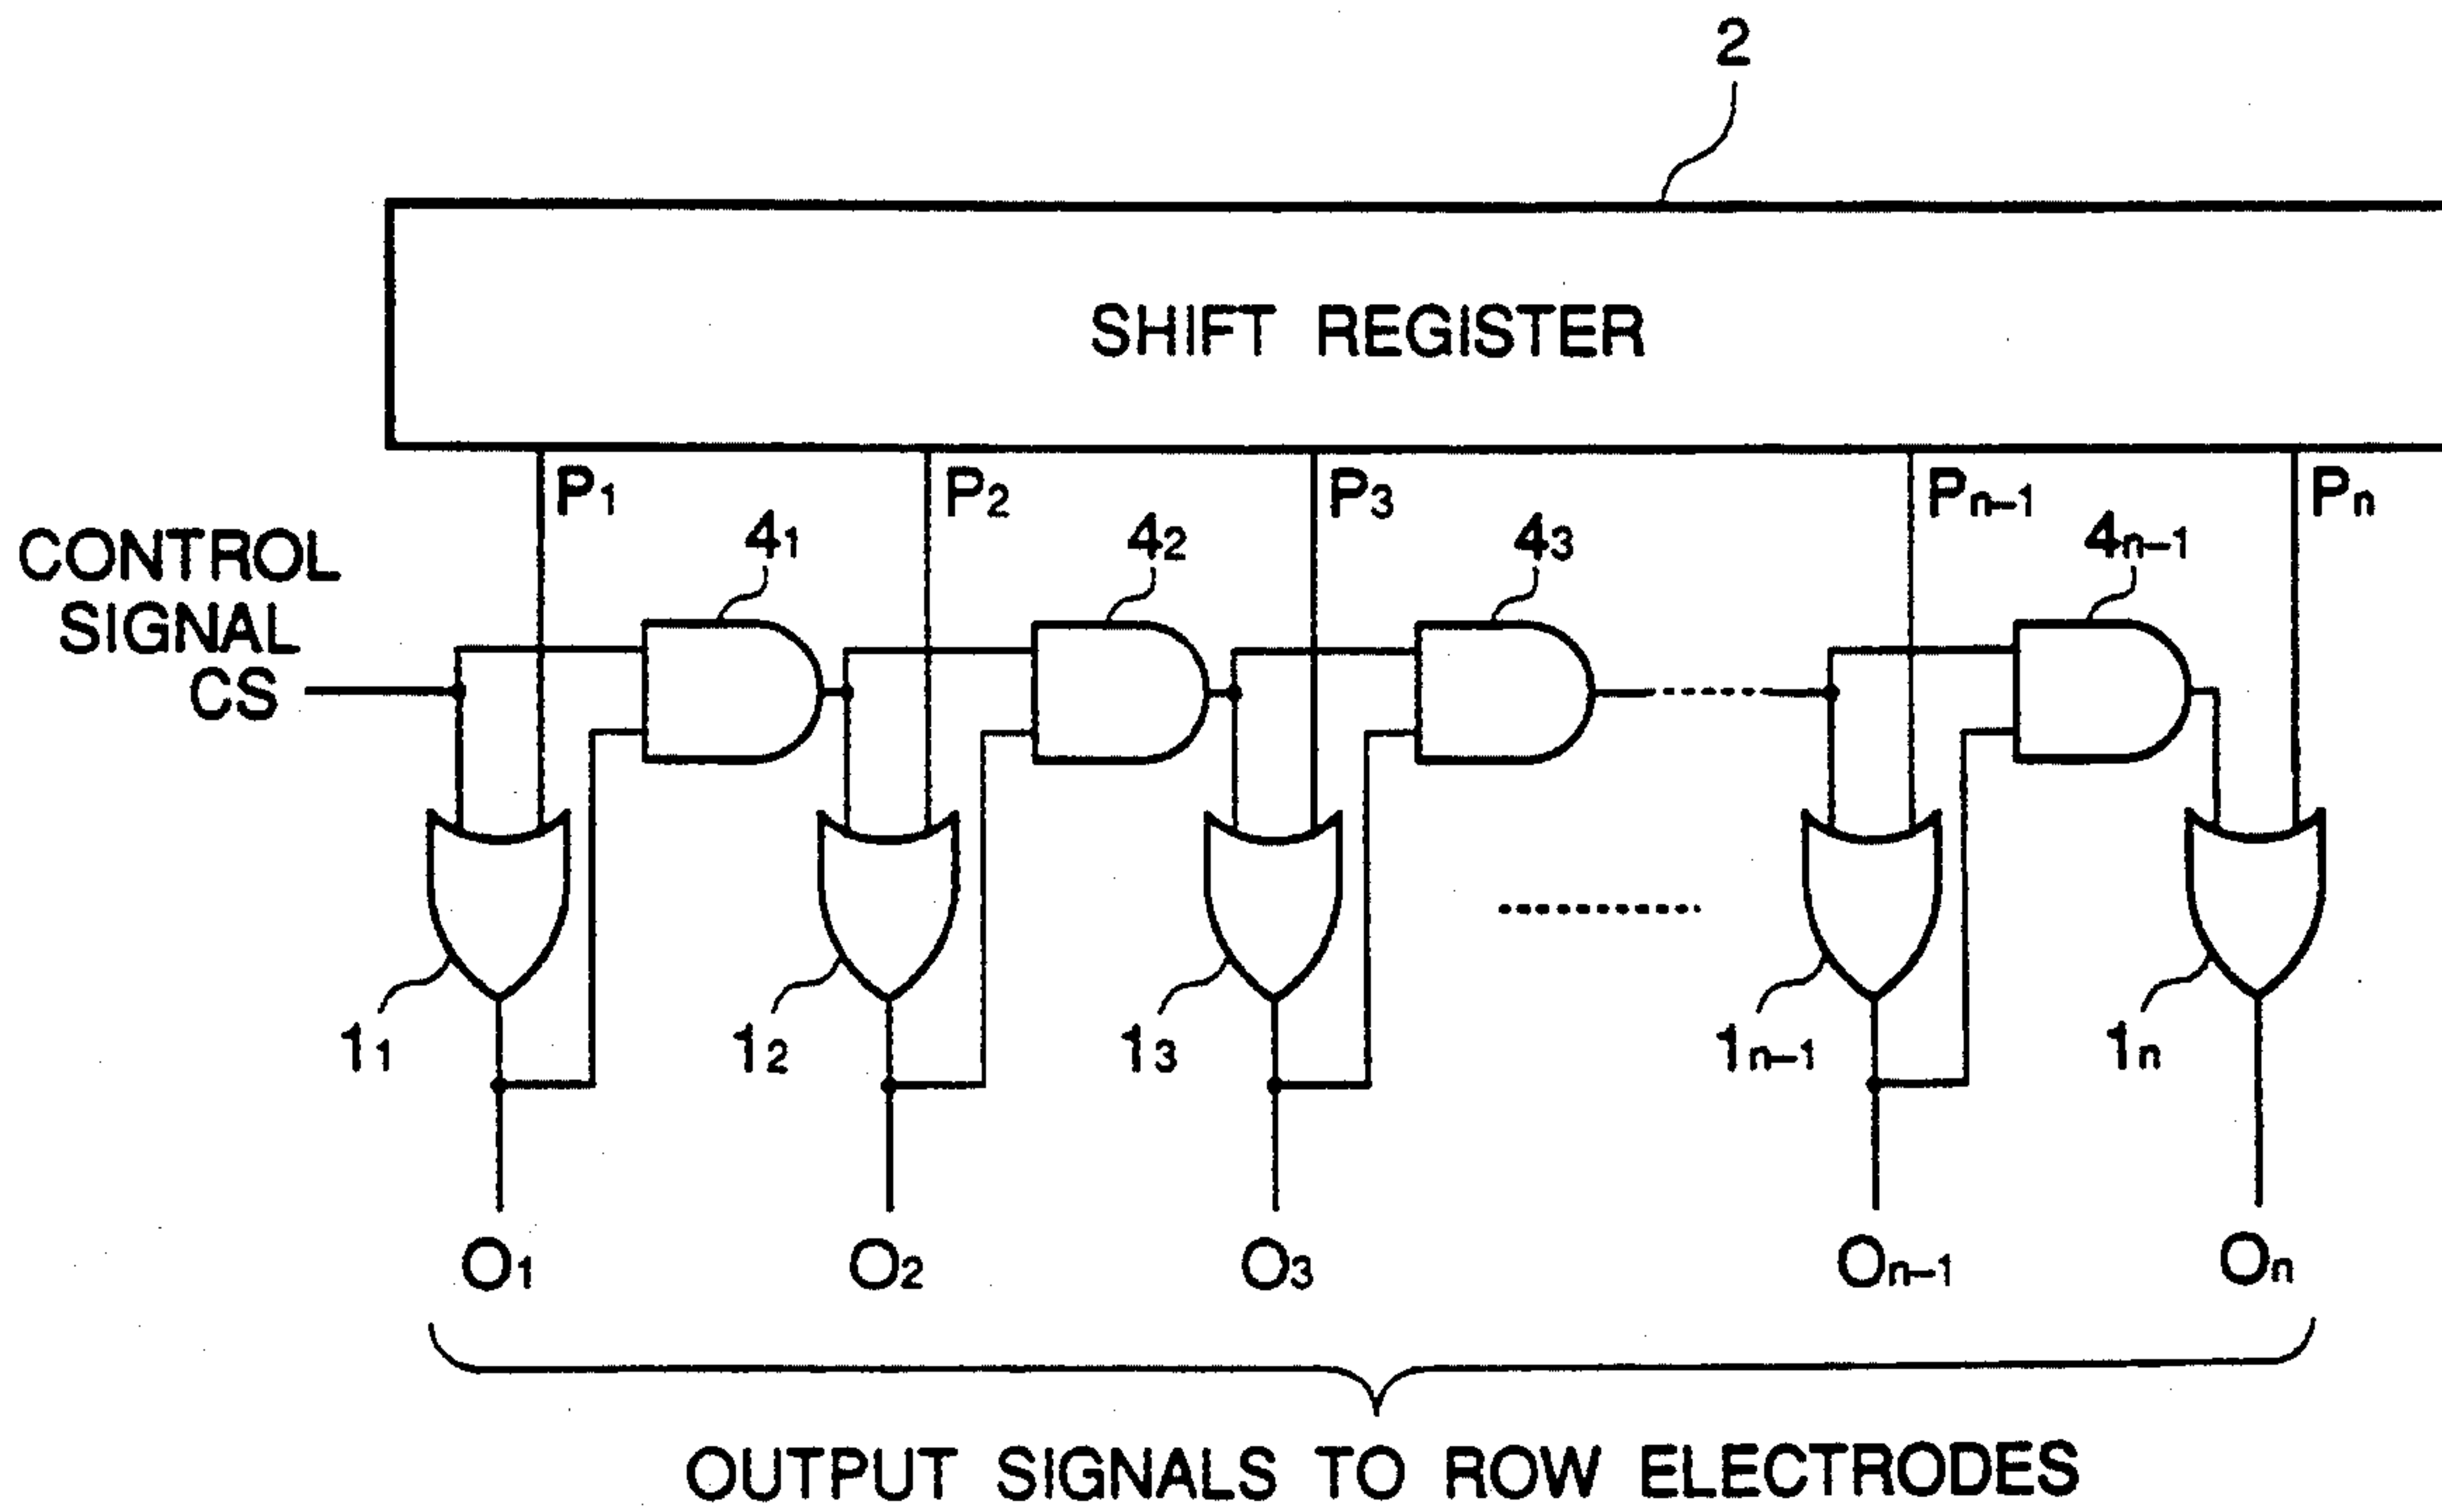 2
SHIFT REGISTER
P1 P2 P3 Pn-1 Pn
41 42 43 4n-1
CONTROL
SIGNAL
CS
11 12 13 1n-1 1n
O1 O2 O3 On-1 On
OUTPUT SIGNALS TO ROW ELECTRODES